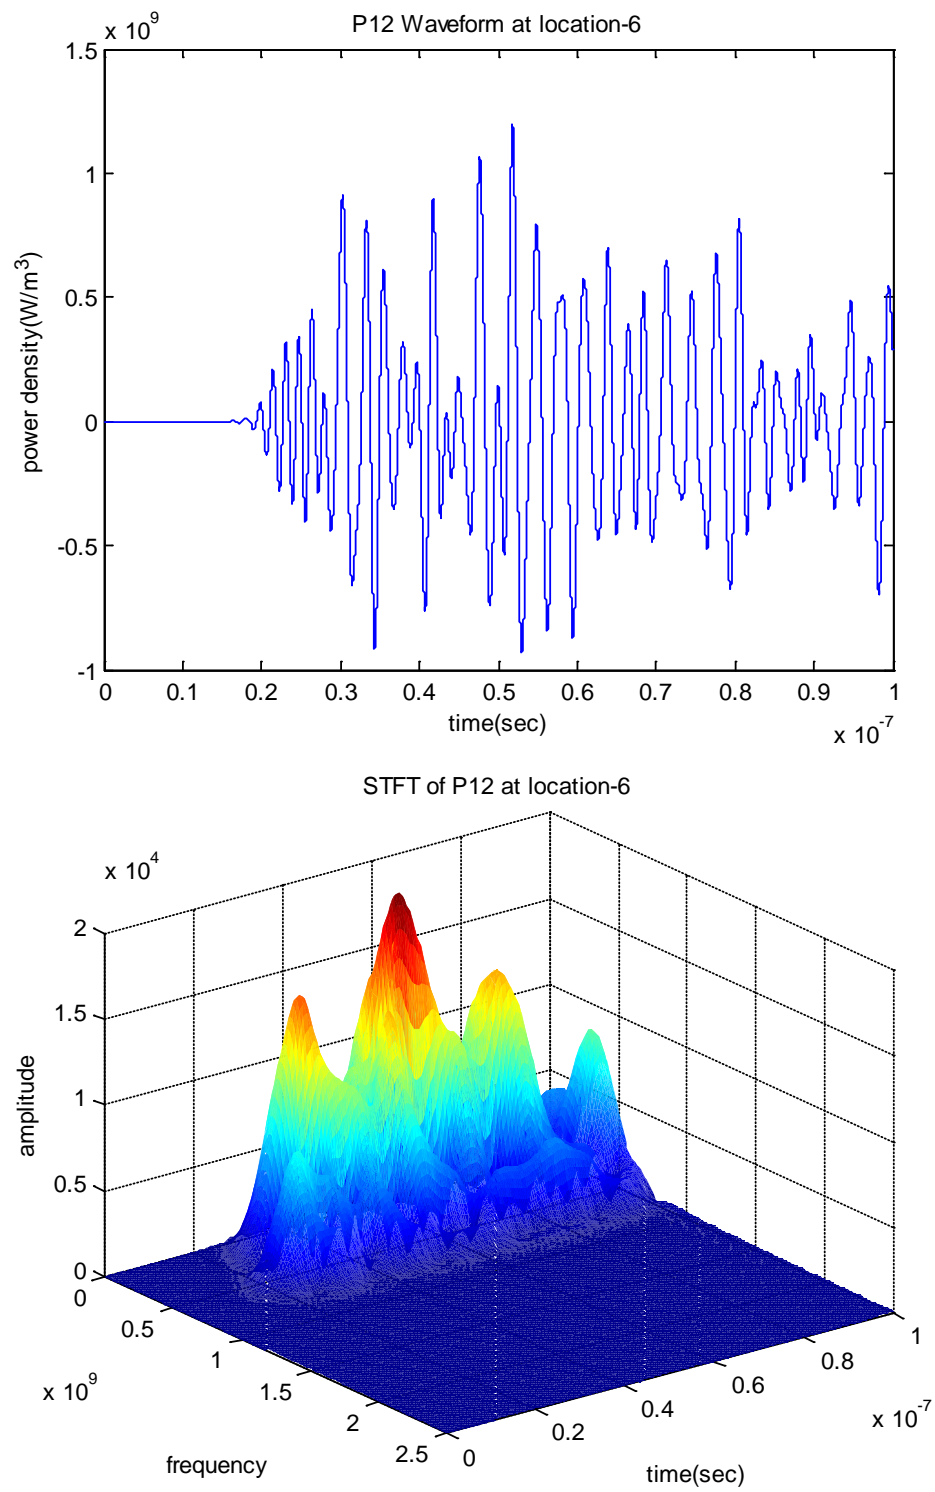 P12 Waveform at location-6
x 10^9
1.5
1
0.5
0
-0.5
-1
power density(W/m^3)
0 0.1 0.2 0.3 0.4 0.5 0.6 0.7 0.8 0.9 1
time(sec)
x 10^-7
STFT of P12 at location-6
x 10^4
2
1.5
1
0.5
0
amplitude
0
0.5
1
1.5
2
2.5
x 10^9
frequency
0
0.2
0.4
0.6
0.8
1
x 10^-7
time(sec)